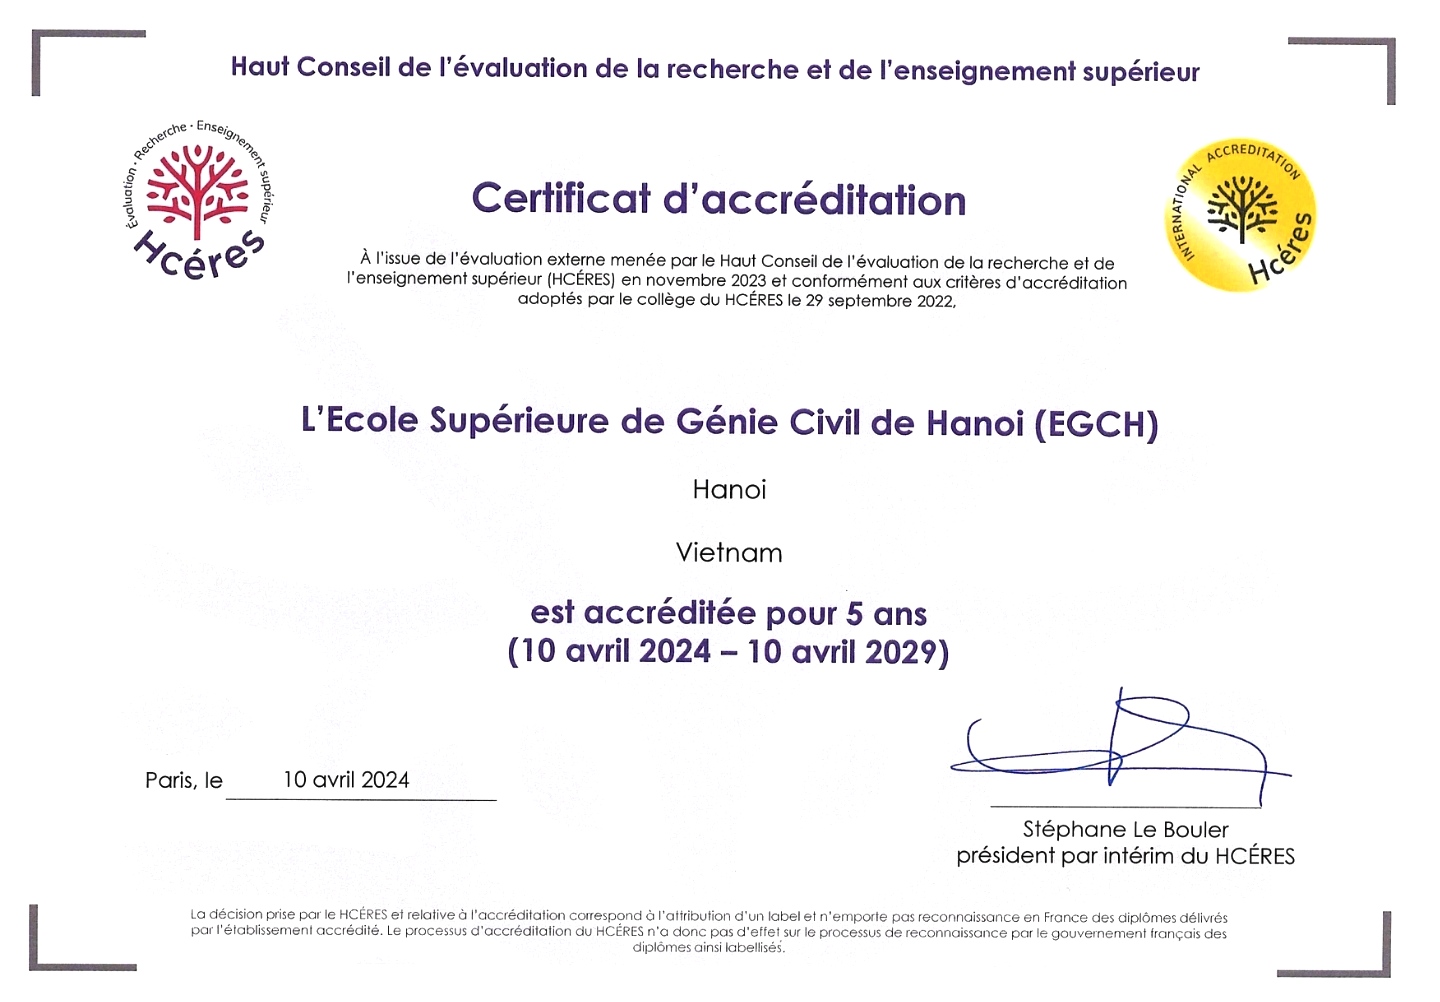 Haut Conseil de l'évaluation de la recherche et de l'enseignement supérieur
Évaluation · Recherche · Enseignement supérieur
Hcéres
Certificat d'accréditation
INTERNATIONAL ACCREDITATION
Hcéres
À l'issue de l'évaluation externe menée par le Haut Conseil de l'évaluation de la recherche et de
l'enseignement supérieur (HCÉRES) en novembre 2023 et conformément aux critères d'accréditation
adoptés par le collège du HCÉRES le 29 septembre 2022,
L'Ecole Supérieure de Génie Civil de Hanoi (EGCH)
Hanoi
Vietnam
est accréditée pour 5 ans
(10 avril 2024 – 10 avril 2029)
Paris, le 10 avril 2024
Stéphane Le Bouler
président par intérim du HCÉRES
La décision prise par le HCÉRES et relative à l'accréditation correspond à l'attribution d'un label et n'emporte pas reconnaissance en France des diplômes délivrés
par l'établissement accrédité. Le processus d'accréditation du HCÉRES n'a donc pas d'effet sur le processus de reconnaissance par le gouvernement français des
diplômes ainsi labellisés.